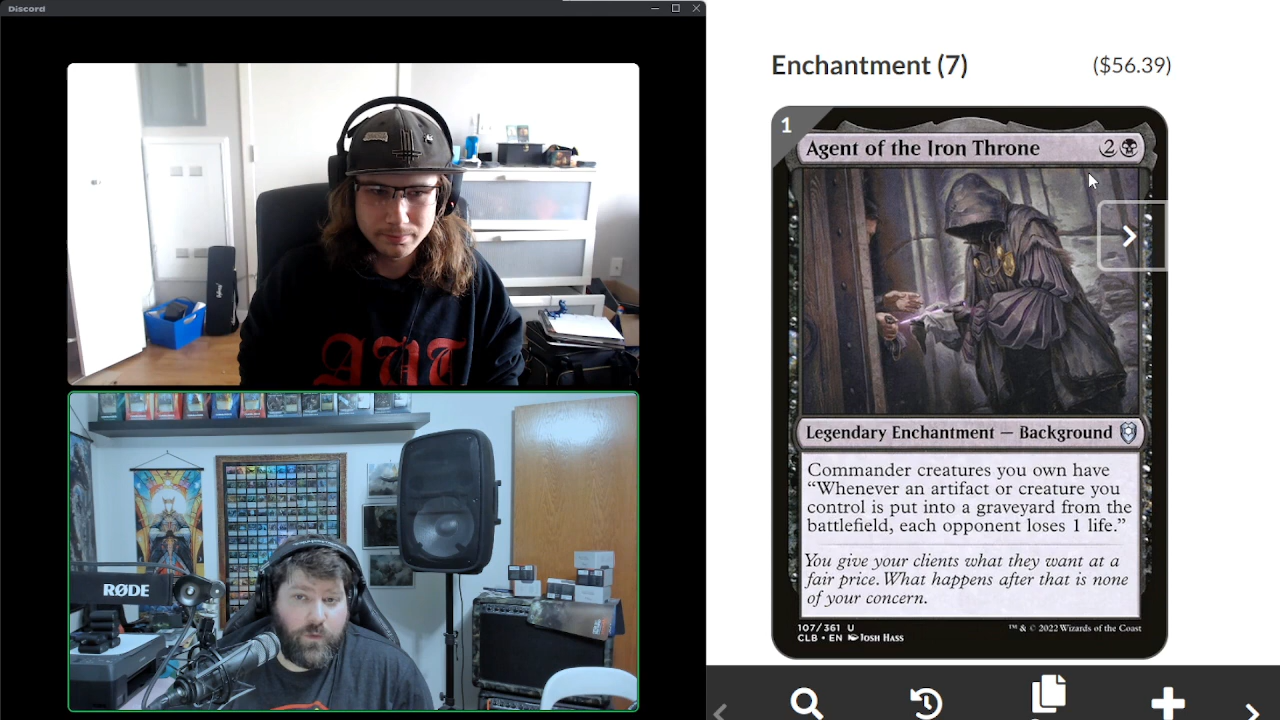 Discord
AUT
RØDE
Enchantment (7)
($56.39)
1
Agent of the Iron Throne
2
Legendary Enchantment — Background
Commander creatures you own have
“Whenever an artifact or creature you
control is put into a graveyard from the
battlefield, each opponent loses 1 life.”
You give your clients what they want at a
fair price. What happens after that is none
of your concern.
107/361 U
CLB • EN Josh Hass
™ & © 2022 Wizards of the Coast